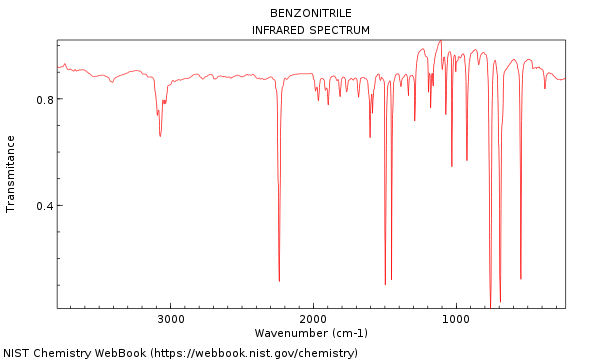 BENZONITRILE
INFRARED SPECTRUM
Transmitance
0.8
0.4
3000 2000 1000
Wavenumber (cm-1)
NIST Chemistry WebBook (https://webbook.nist.gov/chemistry)